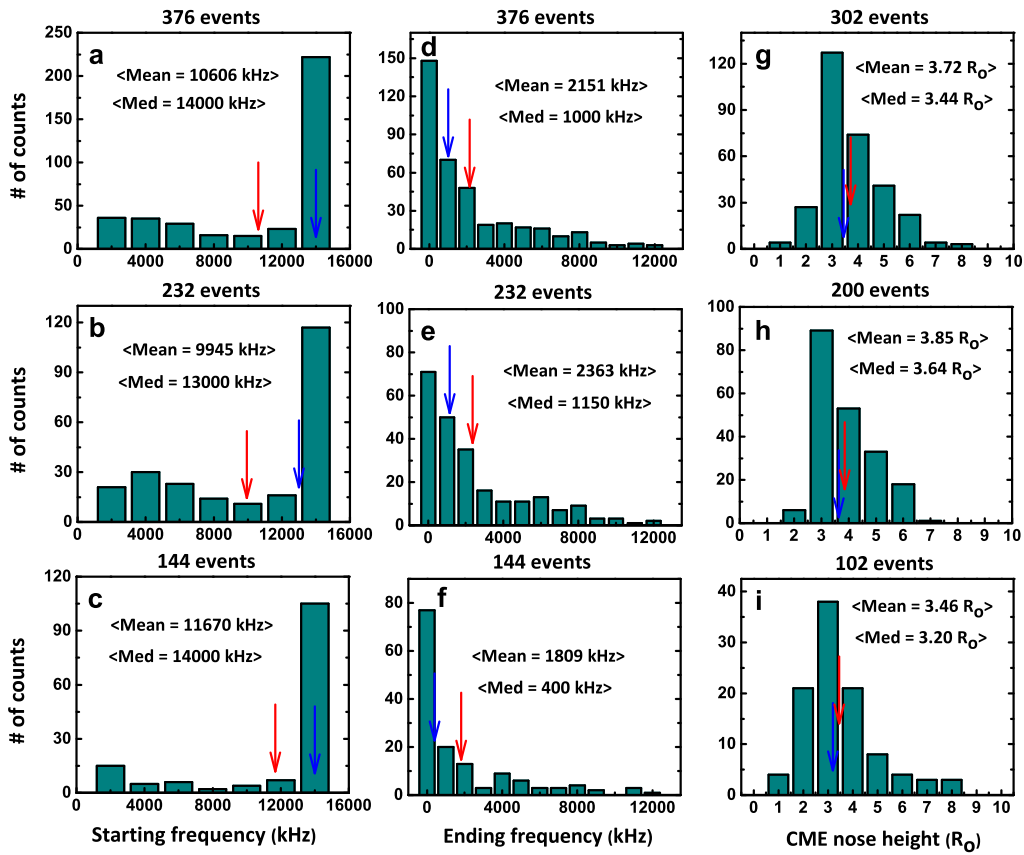 376 events
a
<Mean = 10606 kHz>
<Med = 14000 kHz>
# of counts
250
200
150
100
50
0
4000 8000 12000 16000
376 events
d
<Mean = 2151 kHz>
<Med = 1000 kHz>
150
120
90
60
30
0
0 4000 8000 12000
302 events
g
<Mean = 3.72 RO>
<Med = 3.44 RO>
120
90
60
30
0
0 1 2 3 4 5 6 7 8 9 10
232 events
b
<Mean = 9945 kHz>
<Med = 13000 kHz>
# of counts
120
90
60
30
0
0 4000 8000 12000 16000
232 events
e
<Mean = 2363 kHz>
<Med = 1150 kHz>
100
80
60
40
20
0
0 4000 8000 12000
200 events
h
<Mean = 3.85 RO>
<Med = 3.64 RO>
100
80
60
40
20
0
0 1 2 3 4 5 6 7 8 9 10
144 events
c
<Mean = 11670 kHz>
<Med = 14000 kHz>
# of counts
120
90
60
30
0
0 4000 8000 12000 16000
Starting frequency (kHz)
144 events
f
<Mean = 1809 kHz>
<Med = 400 kHz>
80
60
40
20
0
0 4000 8000 12000
Ending frequency (kHz)
102 events
i
<Mean = 3.46 RO>
<Med = 3.20 RO>
40
30
20
10
0
0 1 2 3 4 5 6 7 8 9 10
CME nose height (RO)